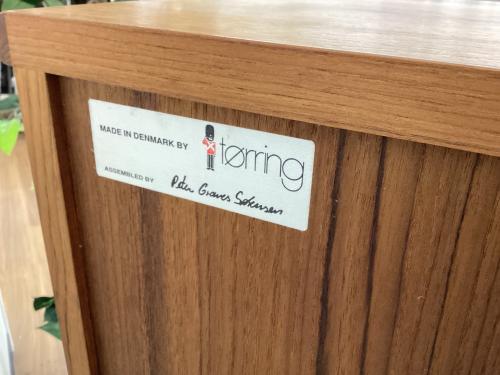 MADE IN DENMARK BY tørring
ASSEMBLED BY Peter Graves Sørensen